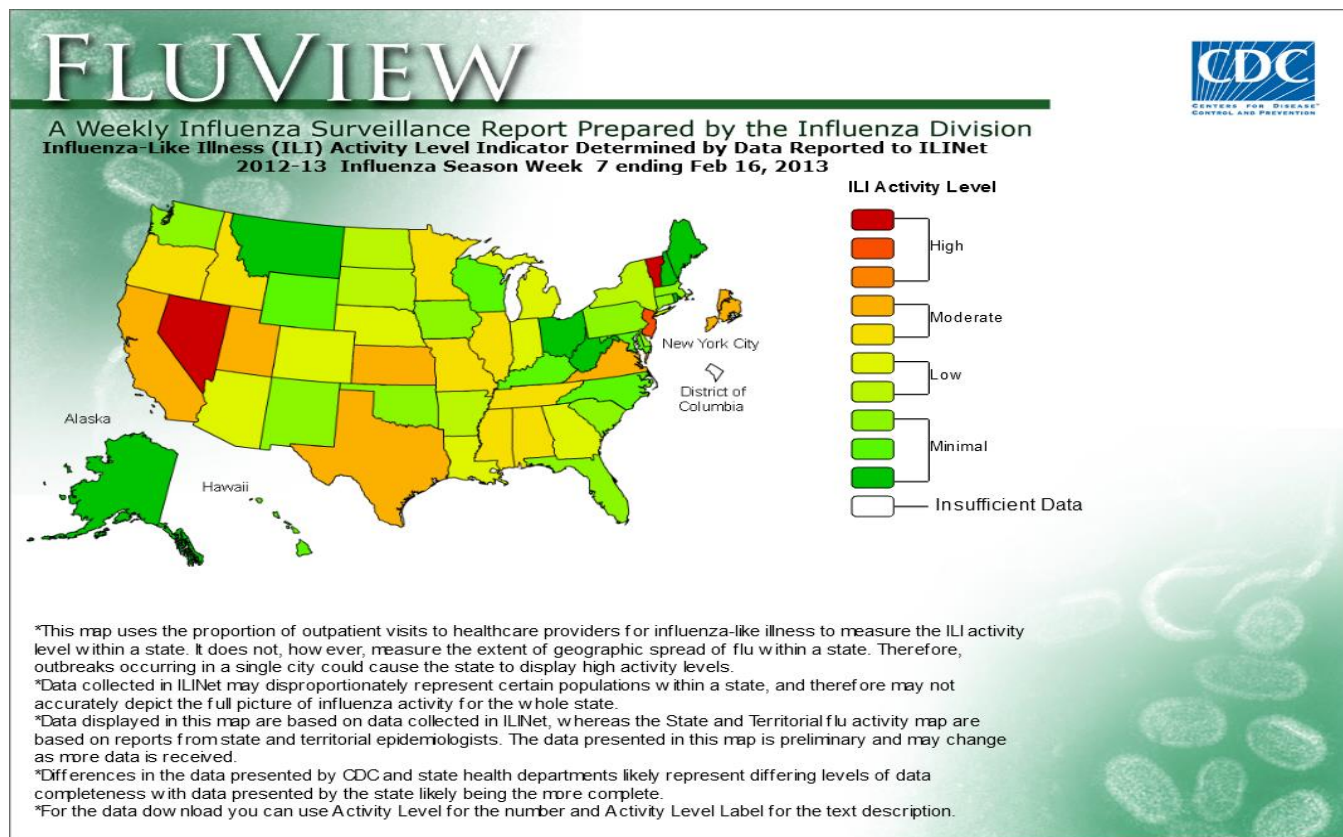 FLUVIEW
CDC
CENTERS FOR DISEASE™
CONTROL AND PREVENTION
A Weekly Influenza Surveillance Report Prepared by the Influenza Division
Influenza-Like Illness (ILI) Activity Level Indicator Determined by Data Reported to ILINet
2012-13 Influenza Season Week 7 ending Feb 16, 2013
ILI Activity Level
High
Moderate
Low
Minimal
Insufficient Data
New York City
District of
Columbia
Alaska
Hawaii
*This map uses the proportion of outpatient visits to healthcare providers for influenza-like illness to measure the ILI activity
level within a state. It does not, however, measure the extent of geographic spread of flu within a state. Therefore,
outbreaks occurring in a single city could cause the state to display high activity levels.
*Data collected in ILINet may disproportionately represent certain populations within a state, and therefore may not
accurately depict the full picture of influenza activity for the whole state.
*Data displayed in this map are based on data collected in ILINet, whereas the State and Territorial flu activity map are
based on reports from state and territorial epidemiologists. The data presented in this map is preliminary and may change
as more data is received.
*Differences in the data presented by CDC and state health departments likely represent differing levels of data
completeness with data presented by the state likely being the more complete.
*For the data download you can use Activity Level for the number and Activity Level Label for the text description.